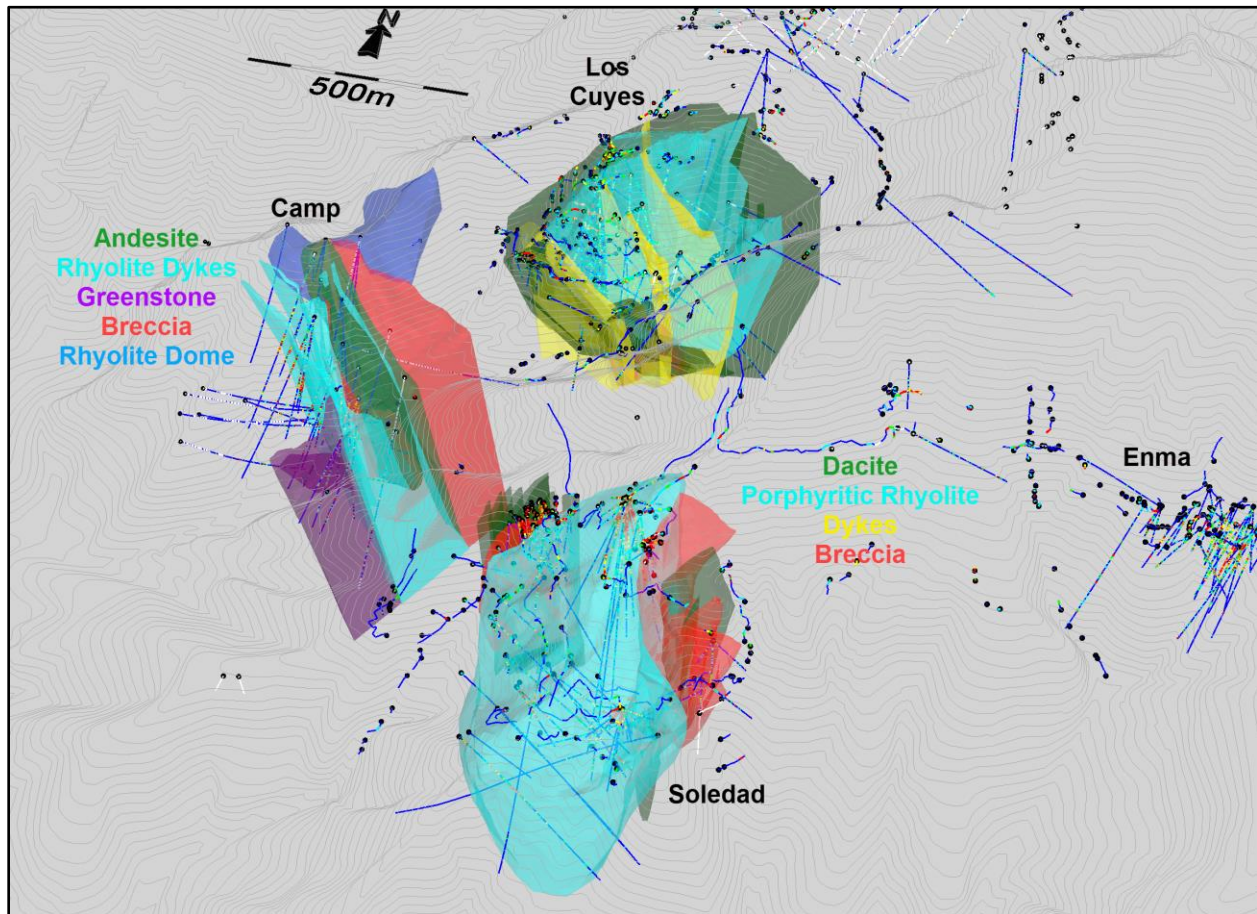 N
500m
Los
Cuyes
Camp
Andesite
Rhyolite Dykes
Greenstone
Breccia
Rhyolite Dome
Dacite
Porphyritic Rhyolite
Dykes
Breccia
Enma
Soledad